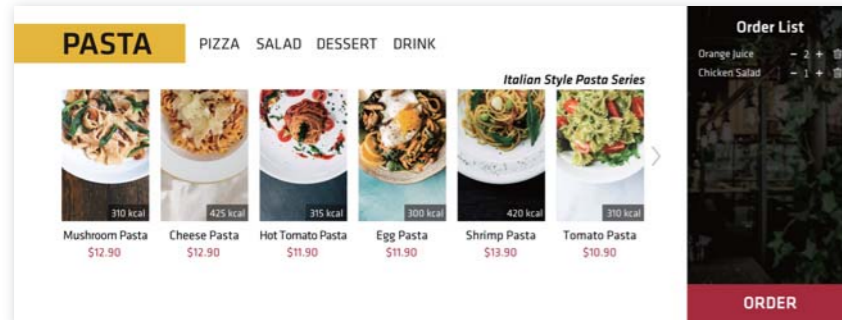 PASTA PIZZA SALAD DESSERT DRINK
Italian Style Pasta Series
310 kcal 425 kcal 315 kcal 300 kcal 420 kcal 310 kcal
Mushroom Pasta Cheese Pasta Hot Tomato Pasta Egg Pasta Shrimp Pasta Tomato Pasta
$12.90 $12.90 $11.90 $11.90 $13.90 $10.90
Order List
Orange Juice - 2 +
Chicken Salad - 1 +
ORDER